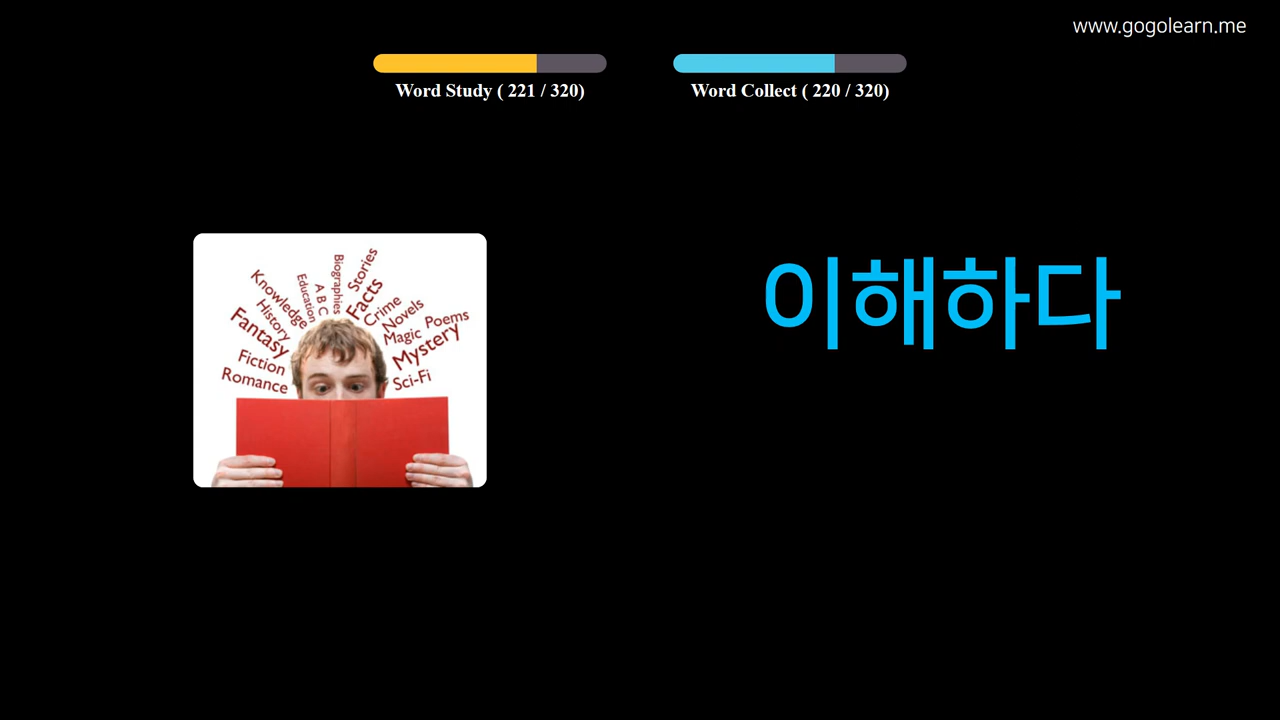 www.gogolearn.me
Word Study ( 221 / 320)
Word Collect ( 220 / 320)
이해하다
Stories
Biographies
Facts
A B C
Education
Knowledge
Crime
History
Novels
Fantasy
Magic
Poems
Mystery
Fiction
Romance
Sci-Fi